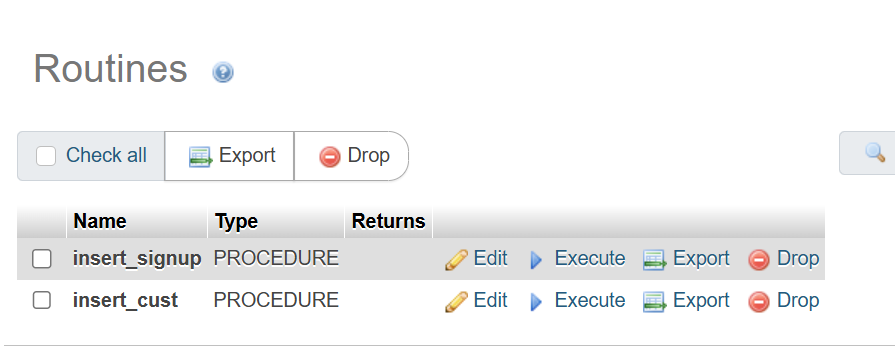 Routines
Check all Export Drop
Name Type Returns
insert_signup PROCEDURE Edit Execute Export Drop
insert_cust PROCEDURE Edit Execute Export Drop